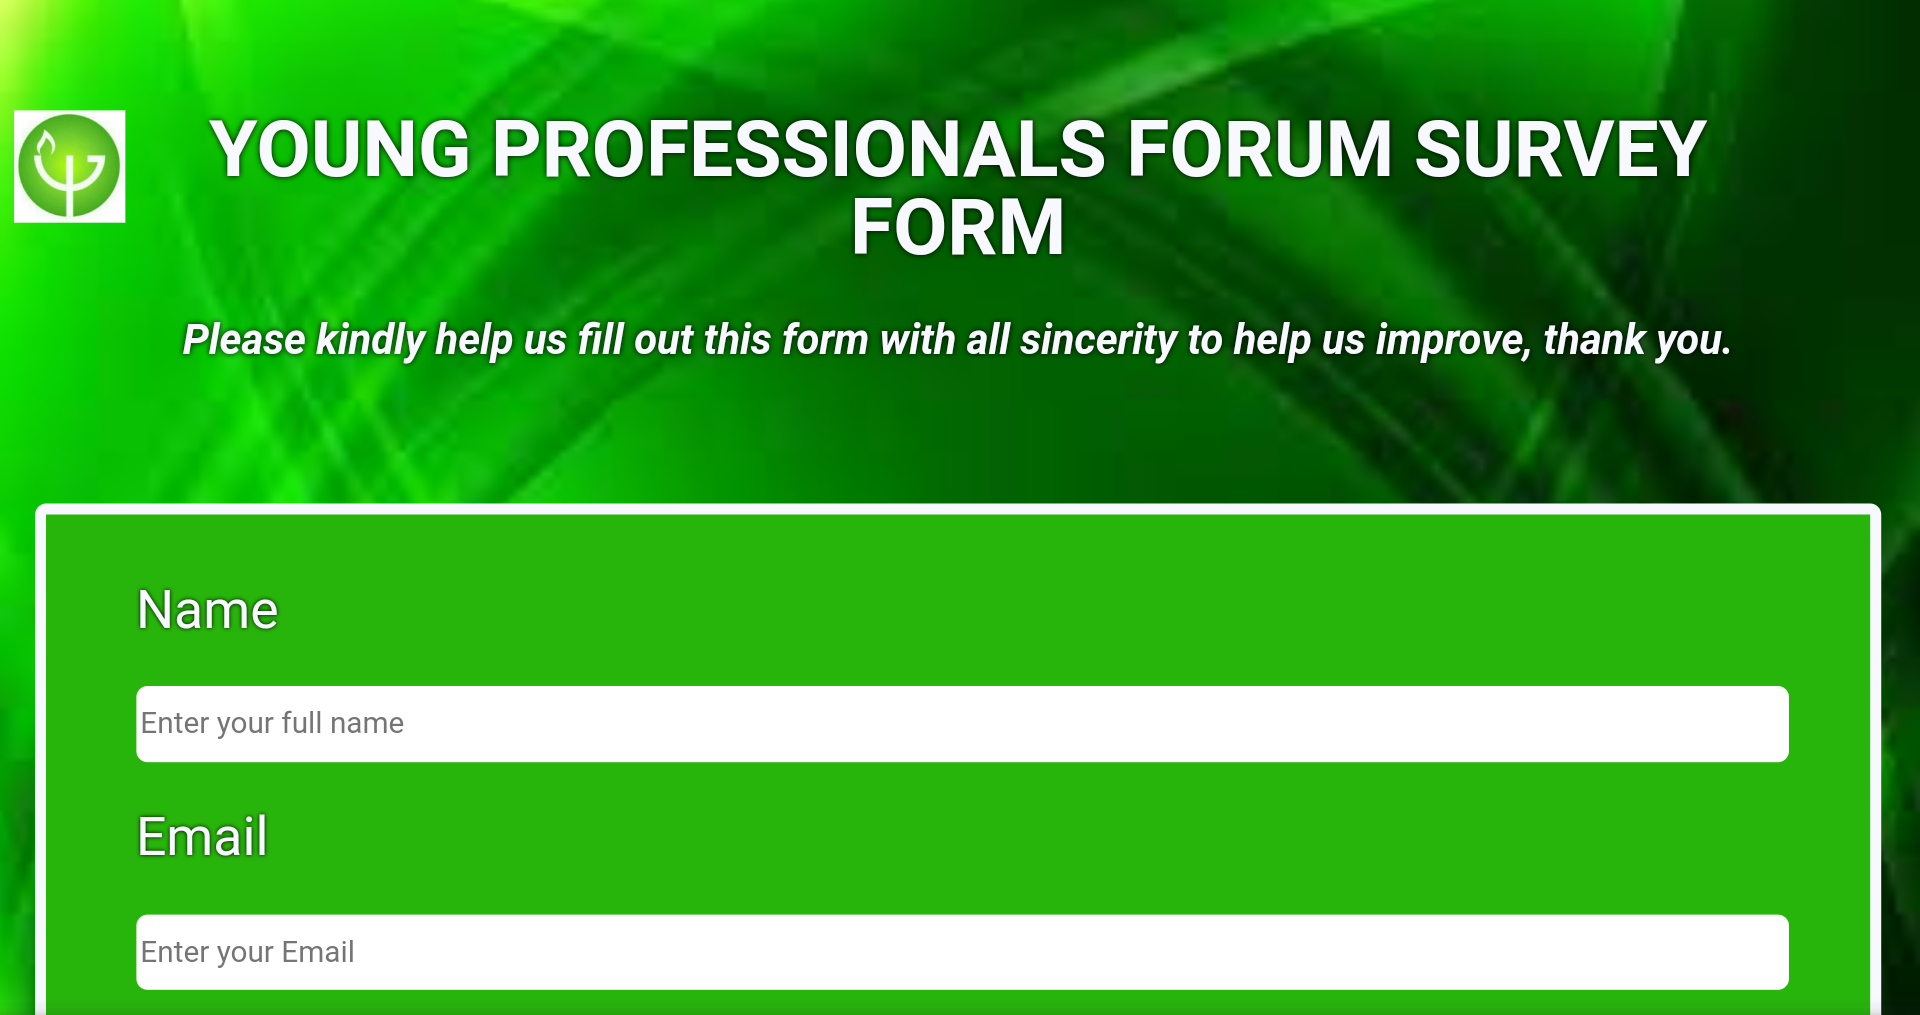 YOUNG PROFESSIONALS FORUM SURVEY
FORM
Please kindly help us fill out this form with all sincerity to help us improve, thank you.
Name
Enter your full name
Email
Enter your Email